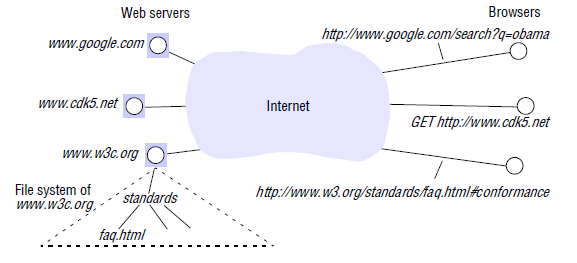 Web servers
Browsers
www.google.com
http://www.google.com/search?q=obama
www.cdk5.net
Internet
GET http://www.cdk5.net
www.w3c.org
http://www.w3.org/standards/faq.html#conformance
File system of
www.w3c.org
standards
faq.html